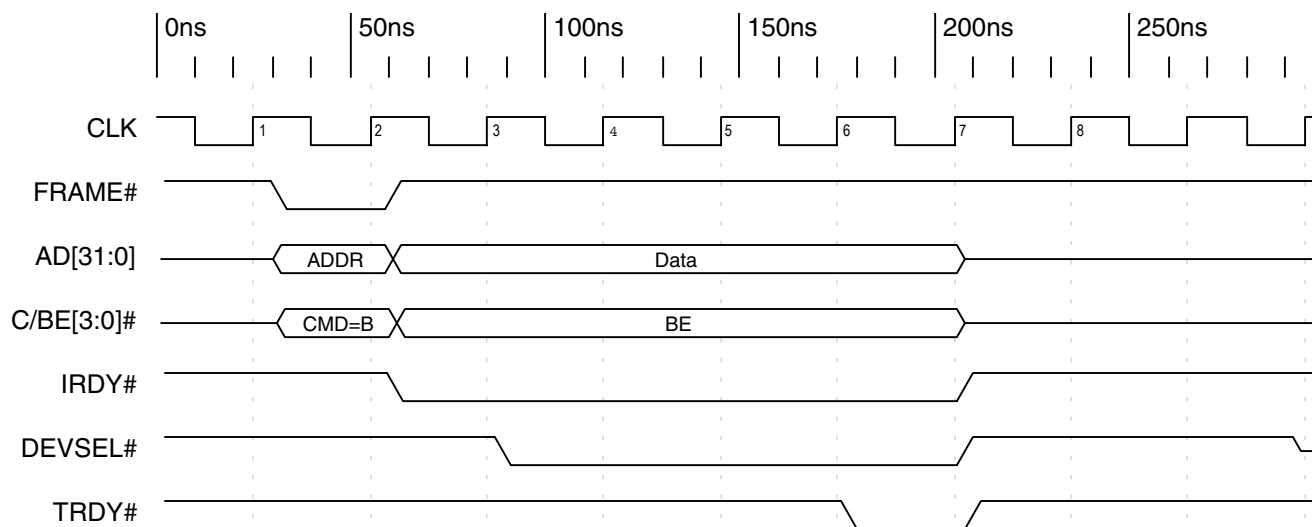 0ns 50ns 100ns 150ns 200ns 250ns
CLK 1 2 3 4 5 6 7 8
FRAME#
AD[31:0] ADDR Data
C/BE[3:0]# CMD=B BE
IRDY#
DEVSEL#
TRDY#